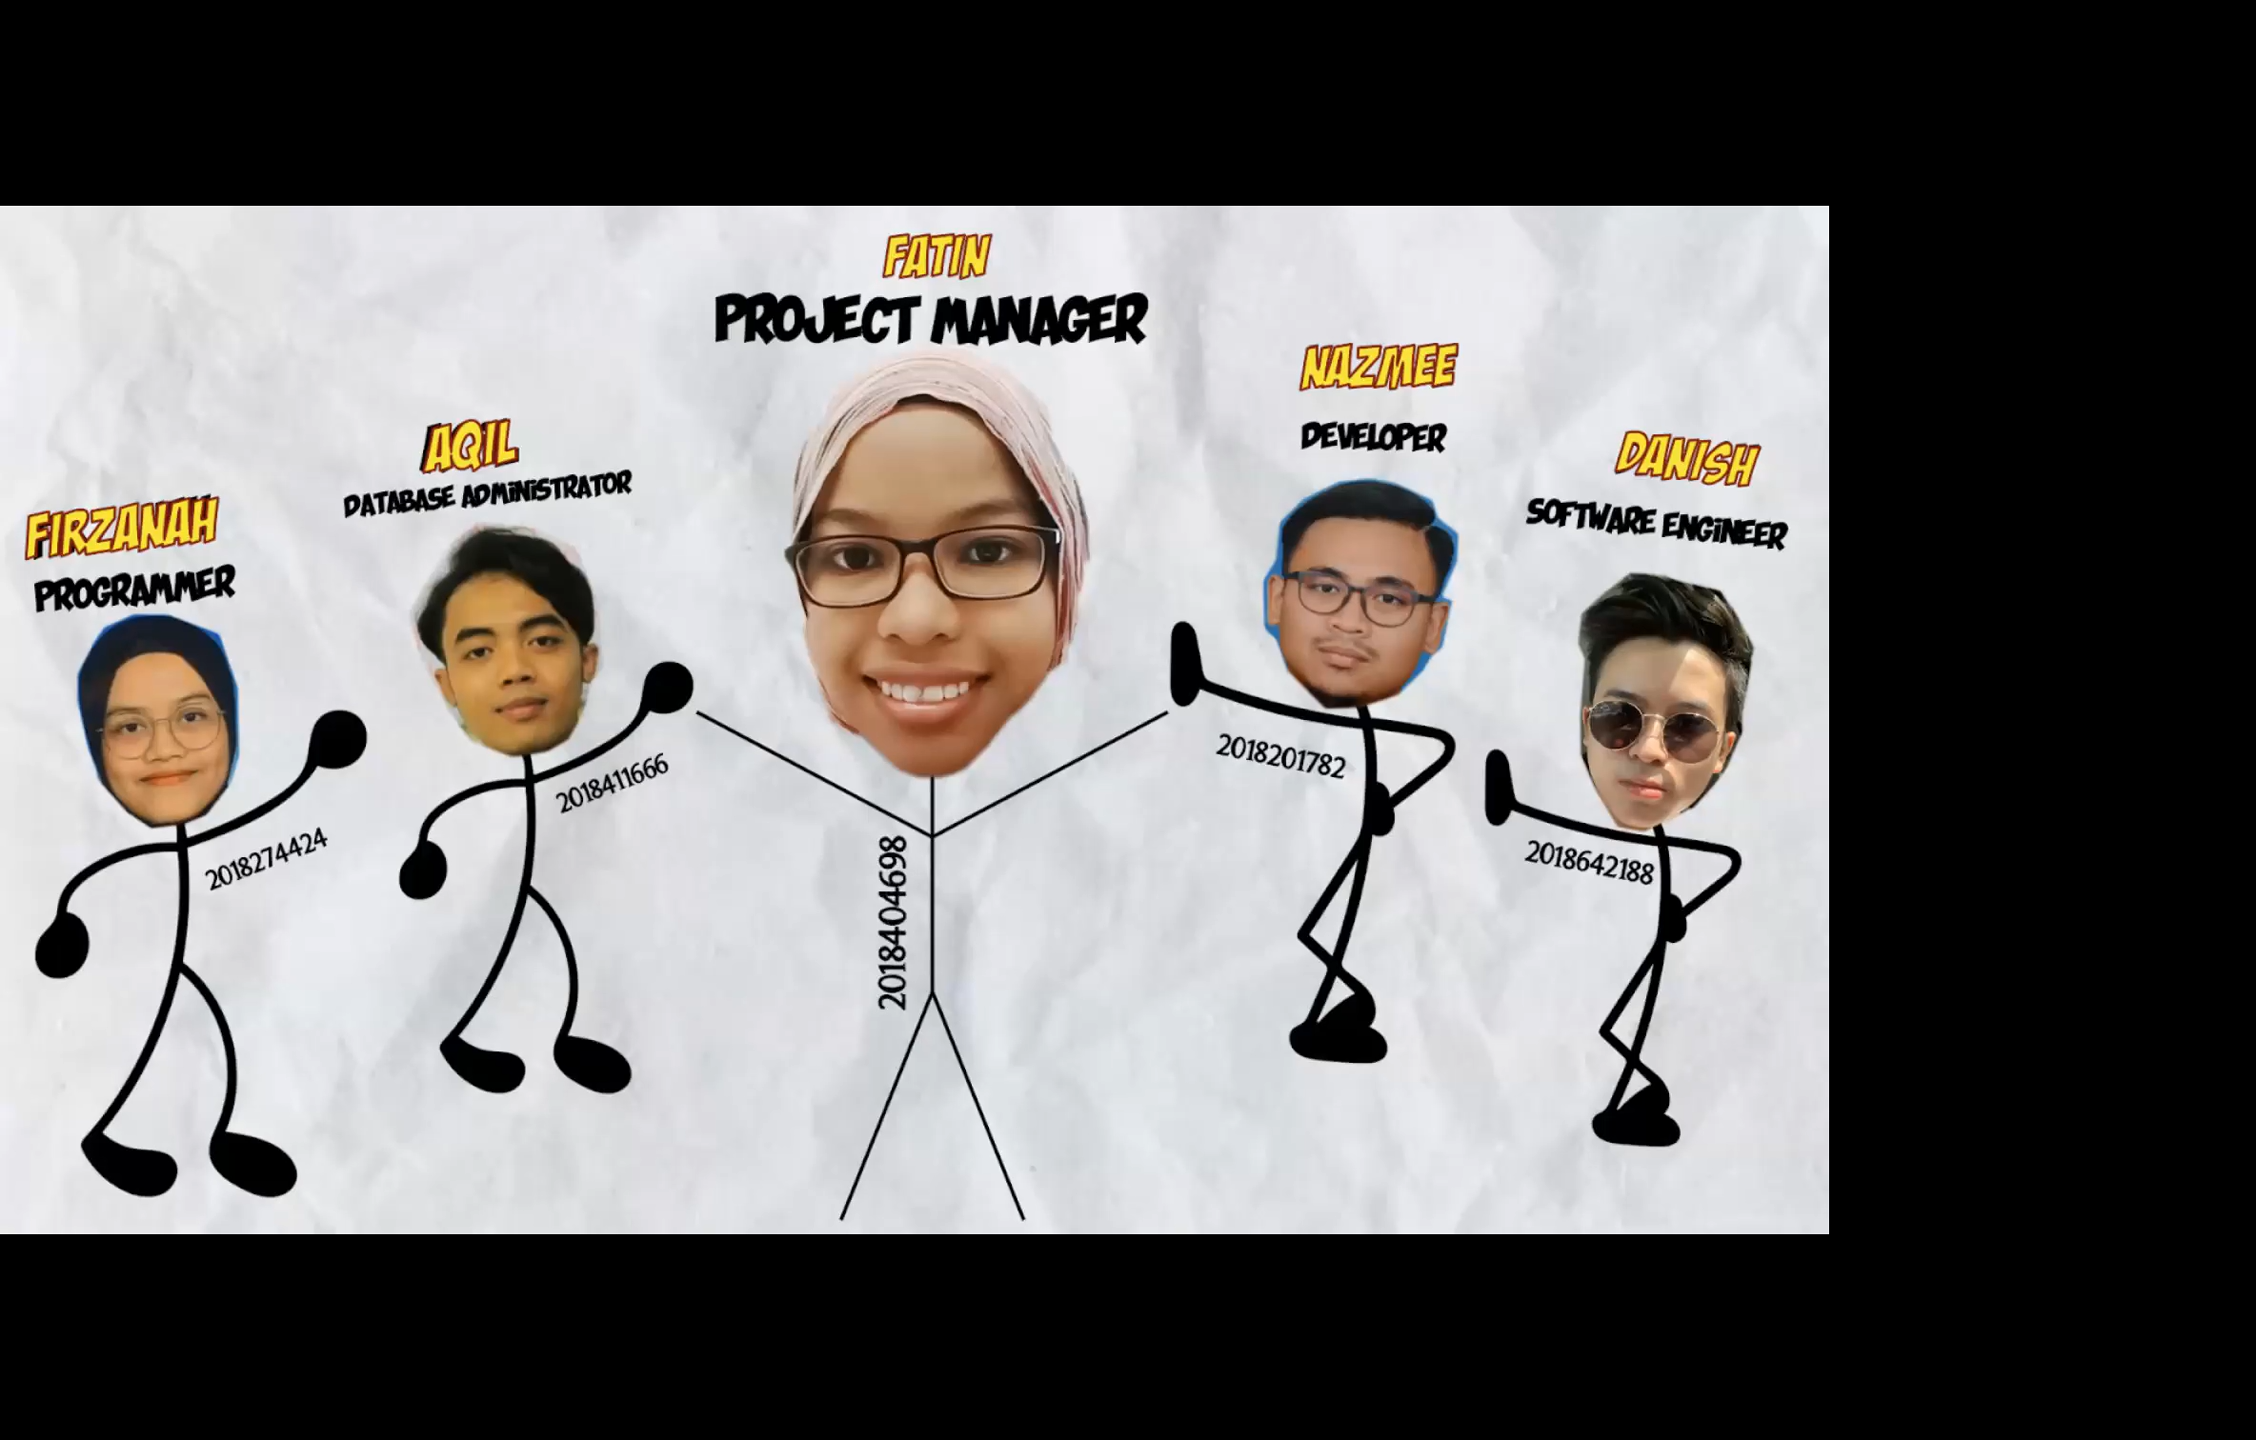 FATIN
PROJECT MANAGER
NAZMEE
DEVELOPER
AQIL
DATABASE ADMINISTRATOR
DANISH
SOFTWARE ENGINEER
FIRZANAH
PROGRAMMER
2018274424
2018411666
2018404698
2018201782
2018642188